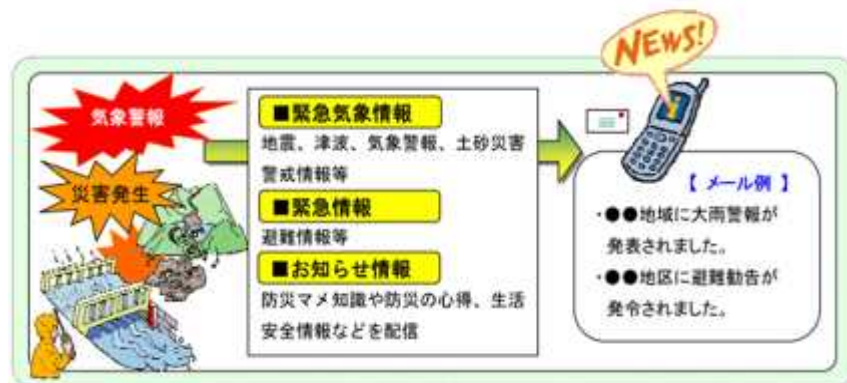 NEWS!
気象警報
災害発生
■緊急気象情報
地震、津波、気象警報、土砂災害
警戒情報等
■緊急情報
避難情報等
■お知らせ情報
防災マメ知識や防災の心得、生活
安全情報などを配信
【 メール例 】
・●●地域に大雨警報が
発表されました。
・●●地区に避難勧告が
発令されました。